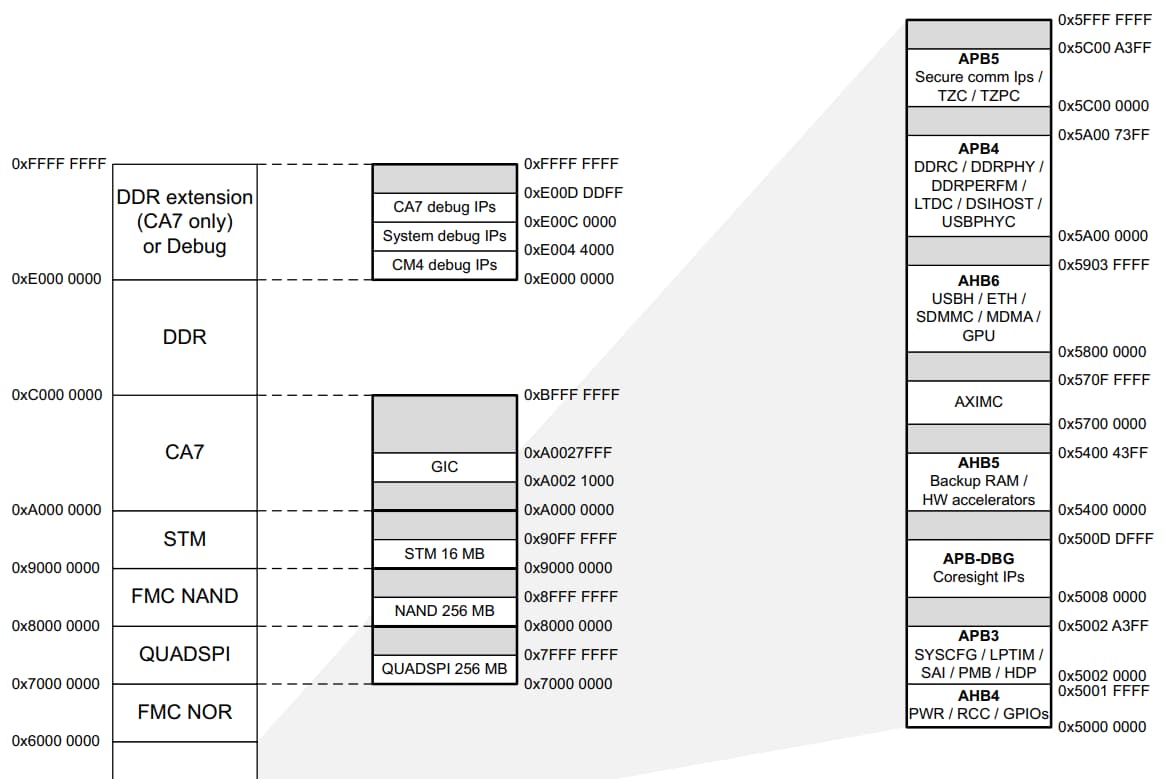 0xFFFF FFFF
DDR extension
(CA7 only)
or Debug
0xE000 0000
DDR
0xC000 0000
CA7
0xA000 0000
STM
0x9000 0000
FMC NAND
0x8000 0000
QUADSPI
0x7000 0000
FMC NOR
0x6000 0000
0xFFFF FFFF
0xE00D DDFF
CA7 debug IPs
0xE00C 0000
System debug IPs
0xE004 4000
CM4 debug IPs
0xE000 0000
0xBFFF FFFF
0xA0027FFF
GIC
0xA002 1000
0xA000 0000
0x90FF FFFF
STM 16 MB
0x9000 0000
0x8FFF FFFF
NAND 256 MB
0x8000 0000
0x7FFF FFFF
QUADSPI 256 MB
0x7000 0000
0x5FFF FFFF
0x5C00 A3FF
APB5
Secure comm Ips /
TZC / TZPC
0x5C00 0000
0x5A00 73FF
APB4
DDRC / DDRPHY /
DDRPERFM /
LTDC / DSIHOST /
USBPHYC
0x5A00 0000
0x5903 FFFF
AHB6
USBH / ETH /
SDMMC / MDMA /
GPU
0x5800 0000
0x570F FFFF
AXIMC
0x5700 0000
0x5400 43FF
AHB5
Backup RAM /
HW accelerators
0x5400 0000
0x500D DFFF
APB-DBG
Coresight IPs
0x5008 0000
0x5002 A3FF
APB3
SYSCFG / LPTIM /
SAI / PMB / HDP
0x5002 0000
0x5001 FFFF
AHB4
PWR / RCC / GPIOs
0x5000 0000